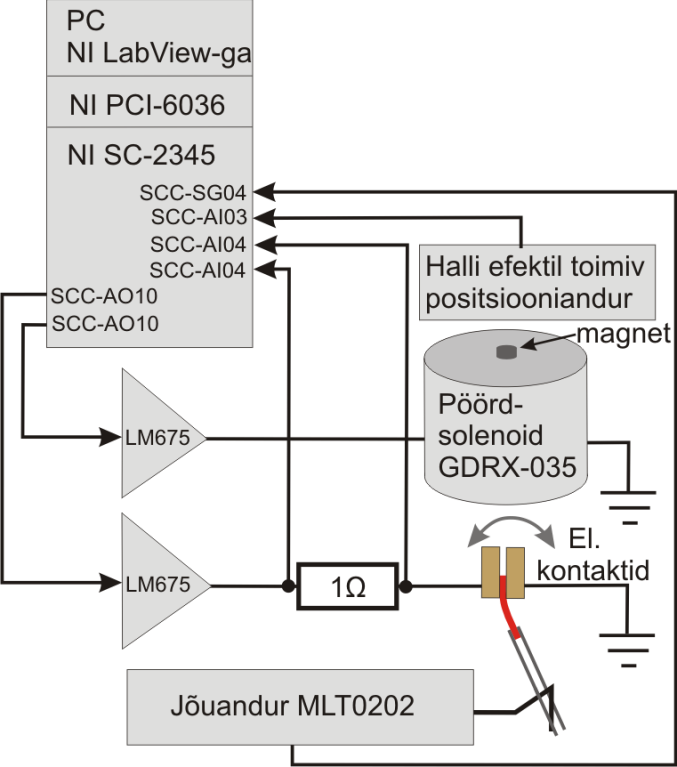 PC
NI LabView-ga
NI PCI-6036
NI SC-2345
SCC-SG04
SCC-AI03
SCC-AI04
SCC-AI04
SCC-AO10
SCC-AO10
Halli efektil toimiv
positsiooniandur
magnet
Pöörd-
solenoid
GDRX-035
LM675
LM675
1Ω
El.
kontaktid
Jõuandur MLT0202